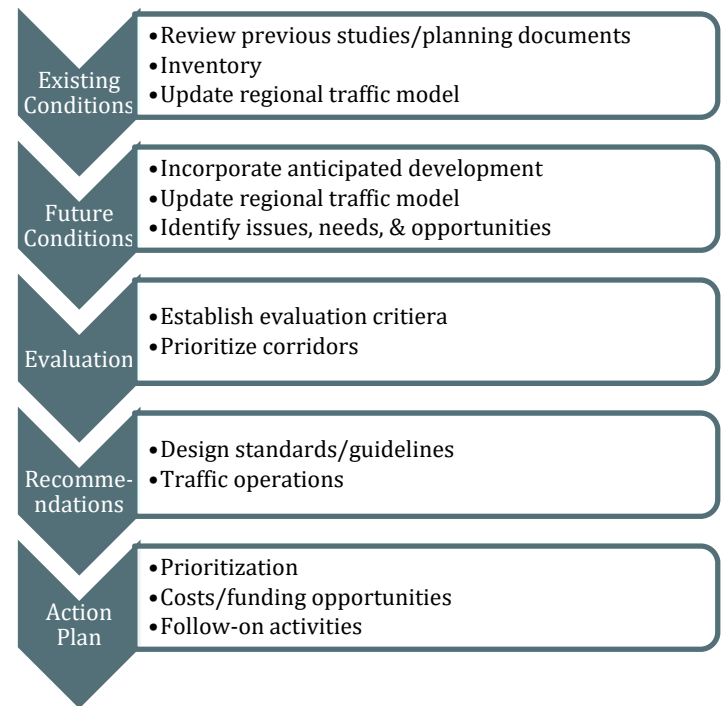 Existing
Conditions
•Review previous studies/planning documents
•Inventory
•Update regional traffic model
Future
Conditions
•Incorporate anticipated development
•Update regional traffic model
•Identify issues, needs, & opportunities
Evaluation
•Establish evaluation critiera
•Prioritize corridors
Recomme-
ndations
•Design standards/guidelines
•Traffic operations
Action
Plan
•Prioritization
•Costs/funding opportunities
•Follow-on activities